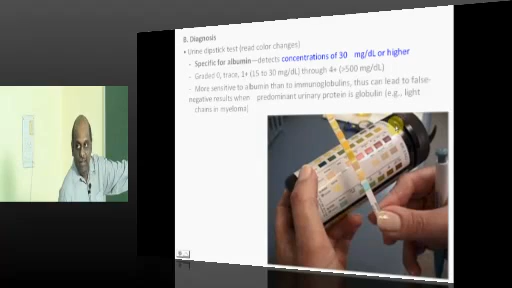 B. Diagnosis
• Urine dipstick test (read color changes)
- Specific for albumin—detects concentrations of 30 mg/dL or higher
- Graded 0, trace, 1+ (15 to 30 mg/dL) through 4+ (>500 mg/dL)
- More sensitive to albumin than to immunoglobulins, thus can lead to false-
negative results when predominant urinary protein is globulin (e.g., light
chains in myeloma)